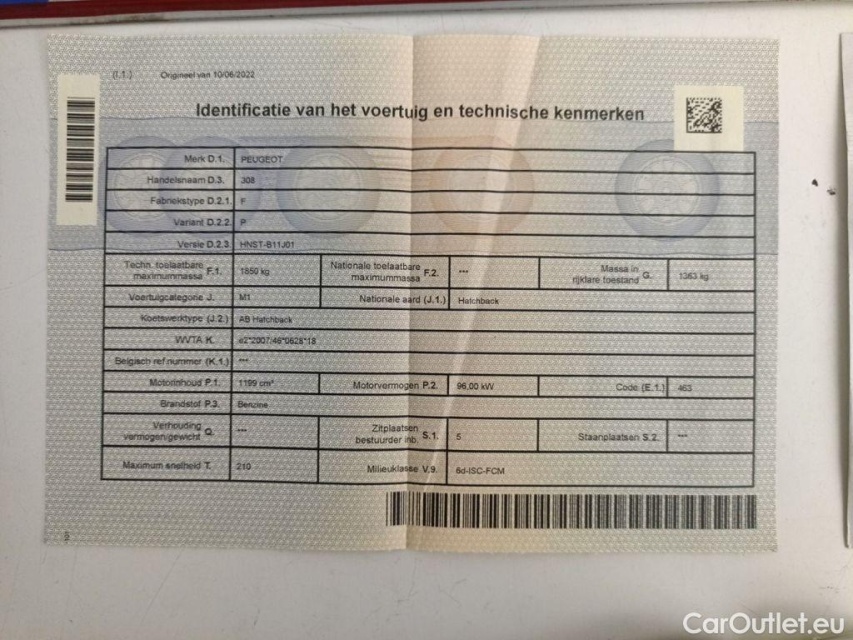 (I.1.) Origineel van 10/06/2022
Identificatie van het voertuig en technische kenmerken
Merk D.1. PEUGEOT
Handelsnaam D.3. 308
Fabriekstype D.2.1. F
Variant D.2.2. P
Versie D.2.3. HNST-B11J01
Techn. toelaatbare maximummassa F.1. 1850 kg Nationale toelaatbare maximummassa F.2. --- Massa in rijklare toestand G. 1363 kg
Voertuigcategorie J. M1 Nationale aard (J.1.) Hatchback
Koetswerktype (J.2.) AB Hatchback
WVTA K. e2*2007/46*0628*18
Belgisch ref.nummer (K.1.) ---
Motorinhoud P.1. 1199 cm³ Motorvermogen P.2. 96,00 kW Code (E.1.) 463
Brandstof P.3. Benzine
Verhouding vermogen/gewicht Q. --- Zitplaatsen bestuurder inb. S.1. 5 Staanplaatsen S.2. ---
Maximum snelheid T. 210 Milieuklasse V.9. 6d-ISC-FCM
CarOutlet.eu